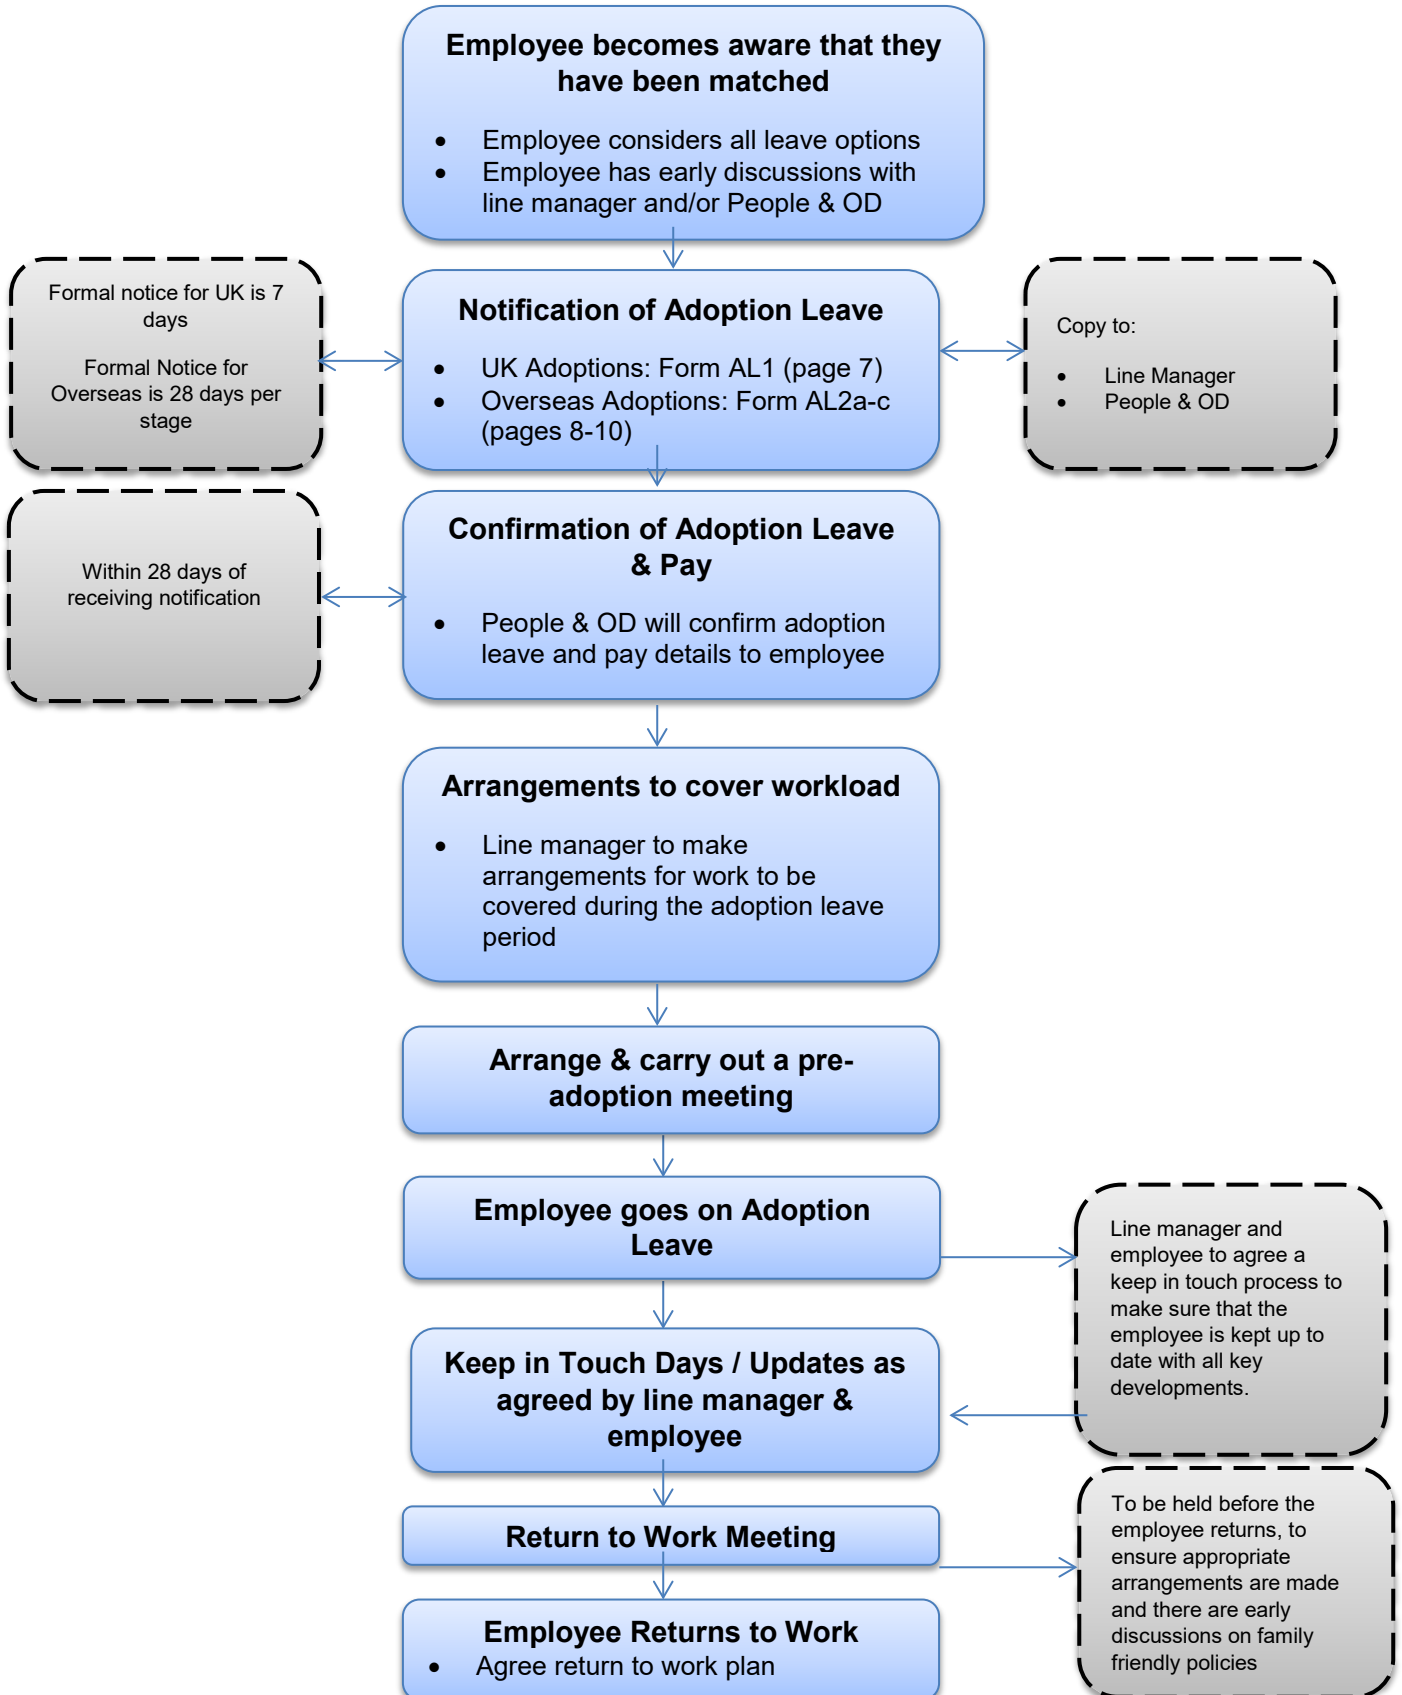 Employee becomes aware that they
have been matched
• Employee considers all leave options
• Employee has early discussions with
line manager and/or People & OD
Formal notice for UK is 7
days
Formal Notice for
Overseas is 28 days per
stage
Notification of Adoption Leave
• UK Adoptions: Form AL1 (page 7)
• Overseas Adoptions: Form AL2a-c
(pages 8-10)
Copy to:
• Line Manager
• People & OD
Within 28 days of
receiving notification
Confirmation of Adoption Leave
& Pay
• People & OD will confirm adoption
leave and pay details to employee
Arrangements to cover workload
• Line manager to make
arrangements for work to be
covered during the adoption leave
period
Arrange & carry out a pre-
adoption meeting
Employee goes on Adoption
Leave
Line manager and
employee to agree a
keep in touch process to
make sure that the
employee is kept up to
date with all key
developments.
Keep in Touch Days / Updates as
agreed by line manager &
employee
Return to Work Meeting
To be held before the
employee returns, to
ensure appropriate
arrangements are made
and there are early
discussions on family
friendly policies
Employee Returns to Work
• Agree return to work plan